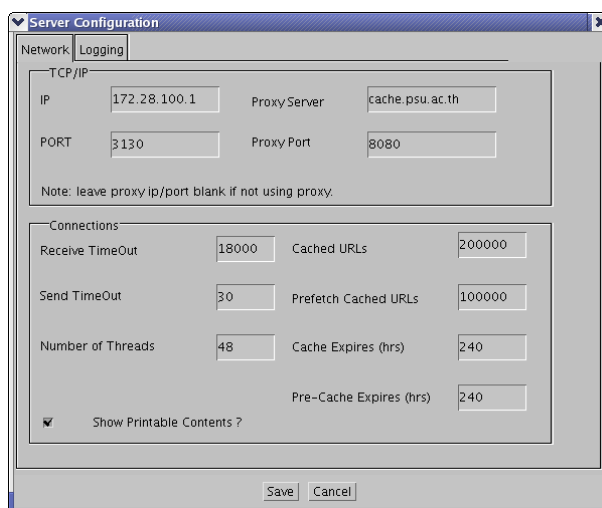 Server Configuration
Network Logging
TCP/IP
IP 172.28.100.1 Proxy Server cache.psu.ac.th
PORT 3130 Proxy Port 8080
Note: leave proxy ip/port blank if not using proxy.
Connections
Receive TimeOut 18000 Cached URLs 200000
Send TimeOut 30 Prefetch Cached URLs 100000
Number of Threads 48 Cache Expires (hrs) 240
Pre-Cache Expires (hrs) 240
Show Printable Contents ?
Save Cancel